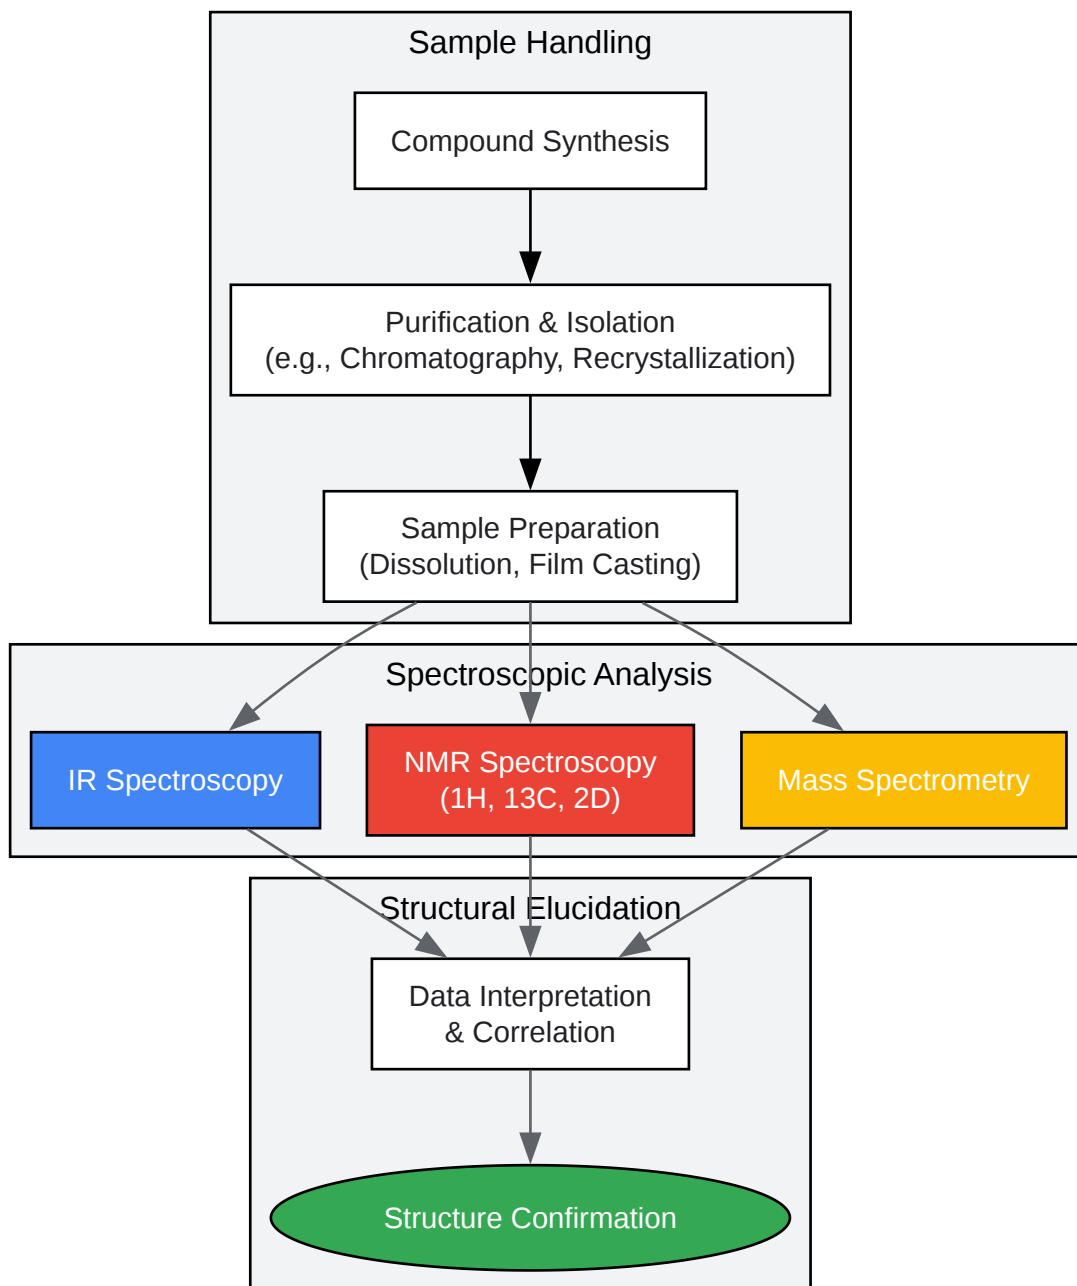 Sample Handling
Compound Synthesis
Purification & Isolation
(e.g., Chromatography, Recrystallization)
Sample Preparation
(Dissolution, Film Casting)
Spectroscopic Analysis
IR Spectroscopy
NMR Spectroscopy
(1H, 13C, 2D)
Mass Spectrometry
Structural Elucidation
Data Interpretation
& Correlation
Structure Confirmation